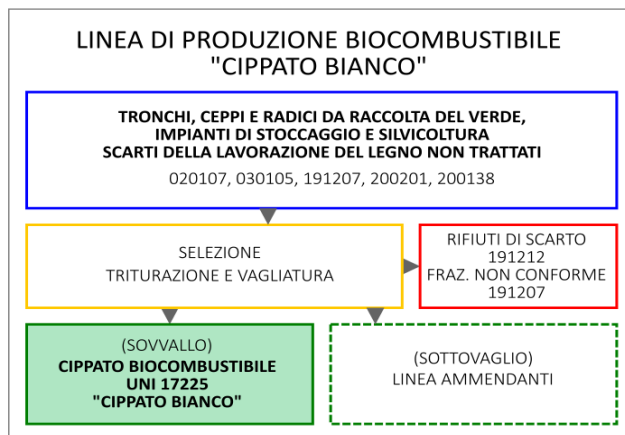 LINEA DI PRODUZIONE BIOCOMBUSTIBILE
"CIPPATO BIANCO"
TRONCHI, CEPPI E RADICI DA RACCOLTA DEL VERDE,
IMPIANTI DI STOCCAGGIO E SILVICOLTURA
SCARTI DELLA LAVORAZIONE DEL LEGNO NON TRATTATI
020107, 030105, 191207, 200201, 200138
SELEZIONE
TRITURAZIONE E VAGLIATURA
RIFIUTI DI SCARTO
191212
FRAZ. NON CONFORME
191207
(SOVVALLO)
CIPPATO BIOCOMBUSTIBILE
UNI 17225
"CIPPATO BIANCO"
(SOTTOVAGLIO)
LINEA AMMENDANTI